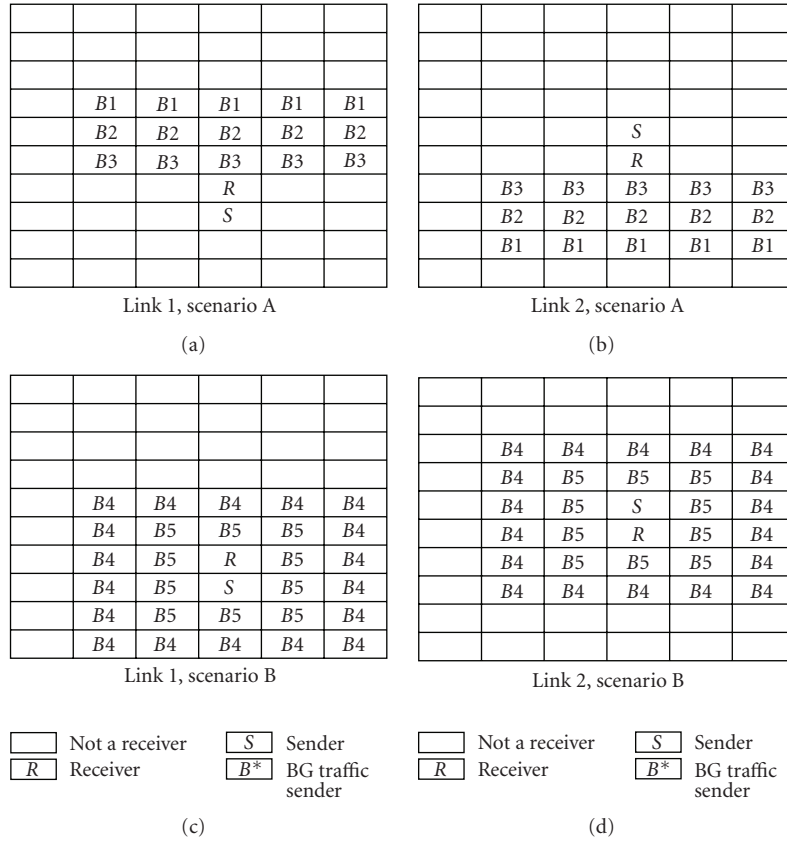 B1 B1 B1 B1 B1
B2 B2 B2 B2 B2
B3 B3 B3 B3 B3
R
S
Link 1, scenario A
(a)
S
R
B3 B3 B3 B3 B3
B2 B2 B2 B2 B2
B1 B1 B1 B1 B1
Link 2, scenario A
(b)
B4 B4 B4 B4 B4
B4 B5 B5 B5 B4
B4 B5 R B5 B4
B4 B5 S B5 B4
B4 B5 B5 B5 B4
B4 B4 B4 B4 B4
Link 1, scenario B
Not a receiver
S Sender
R Receiver
B* BG traffic
sender
(c)
B4 B4 B4 B4 B4
B4 B5 B5 B5 B4
B4 B5 S B5 B4
B4 B5 R B5 B4
B4 B5 B5 B5 B4
B4 B4 B4 B4 B4
Link 2, scenario B
Not a receiver
S Sender
R Receiver
B* BG traffic
sender
(d)